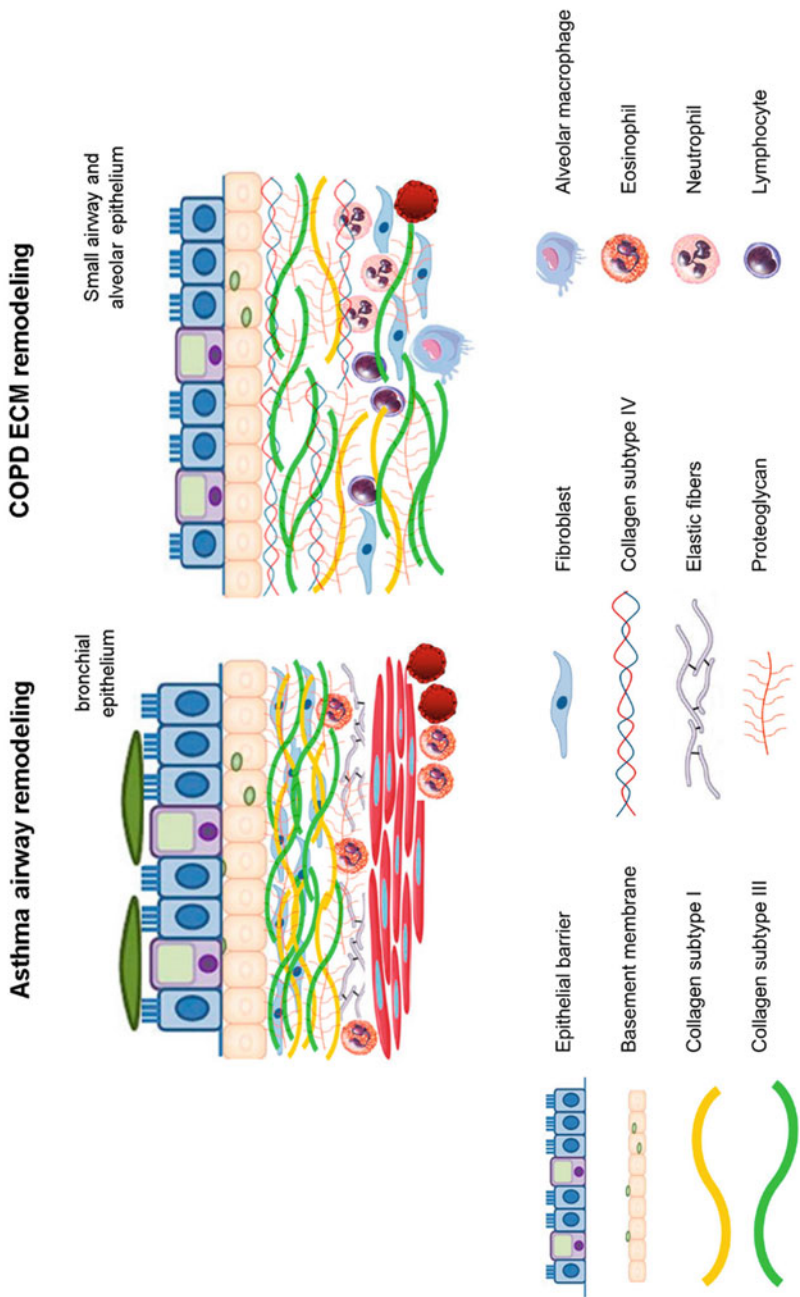 Asthma airway remodeling
COPD ECM remodeling
bronchial
epithelium
Small airway and
alveolar epithelium
Epithelial barrier
Fibroblast
Alveolar macrophage
Basement membrane
Collagen subtype IV
Eosinophil
Collagen subtype I
Elastic fibers
Neutrophil
Collagen subtype III
Proteoglycan
Lymphocyte